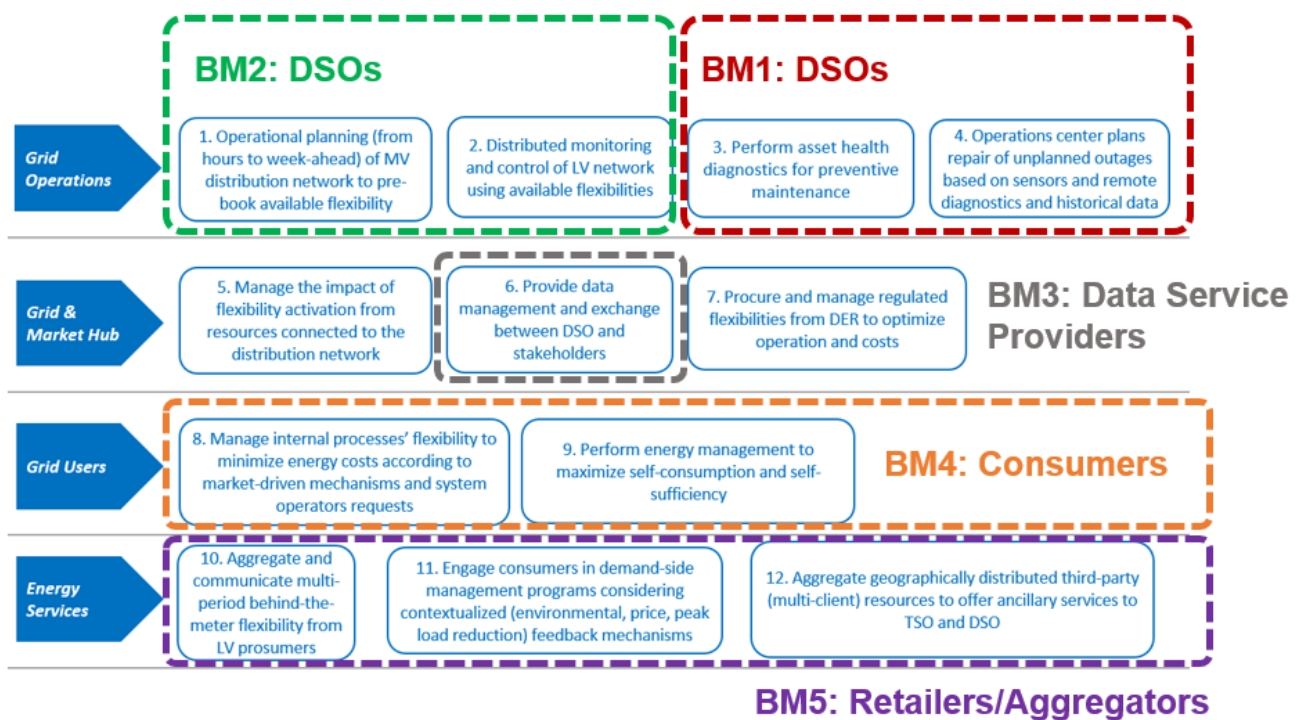 BM2: DSOs
BM1: DSOs
Grid
Operations
1. Operational planning (from
hours to week-ahead) of MV
distribution network to pre-
book available flexibility
2. Distributed monitoring
and control of LV network
using available flexibilities
3. Perform asset health
diagnostics for preventive
maintenance
4. Operations center plans
repair of unplanned outages
based on sensors and remote
diagnostics and historical data
Grid &
Market Hub
5. Manage the impact of
flexibility activation from
resources connected to the
distribution network
6. Provide data
management and exchange
between DSO and
stakeholders
7. Procure and manage regulated
flexibilities from DER to optimize
operation and costs
BM3: Data Service
Providers
Grid Users
8. Manage internal processes' flexibility to
minimize energy costs according to
market-driven mechanisms and system
operators requests
9. Perform energy management to
maximize self-consumption and self-
sufficiency
BM4: Consumers
Energy
Services
10. Aggregate and
communicate multi-
period behind-the-
meter flexibility from
LV prosumers
11. Engage consumers in demand-side
management programs considering
contextualized (environmental, price, peak
load reduction) feedback mechanisms
12. Aggregate geographically distributed third-party
(multi-client) resources to offer ancillary services to
TSO and DSO
BM5: Retailers/Aggregators